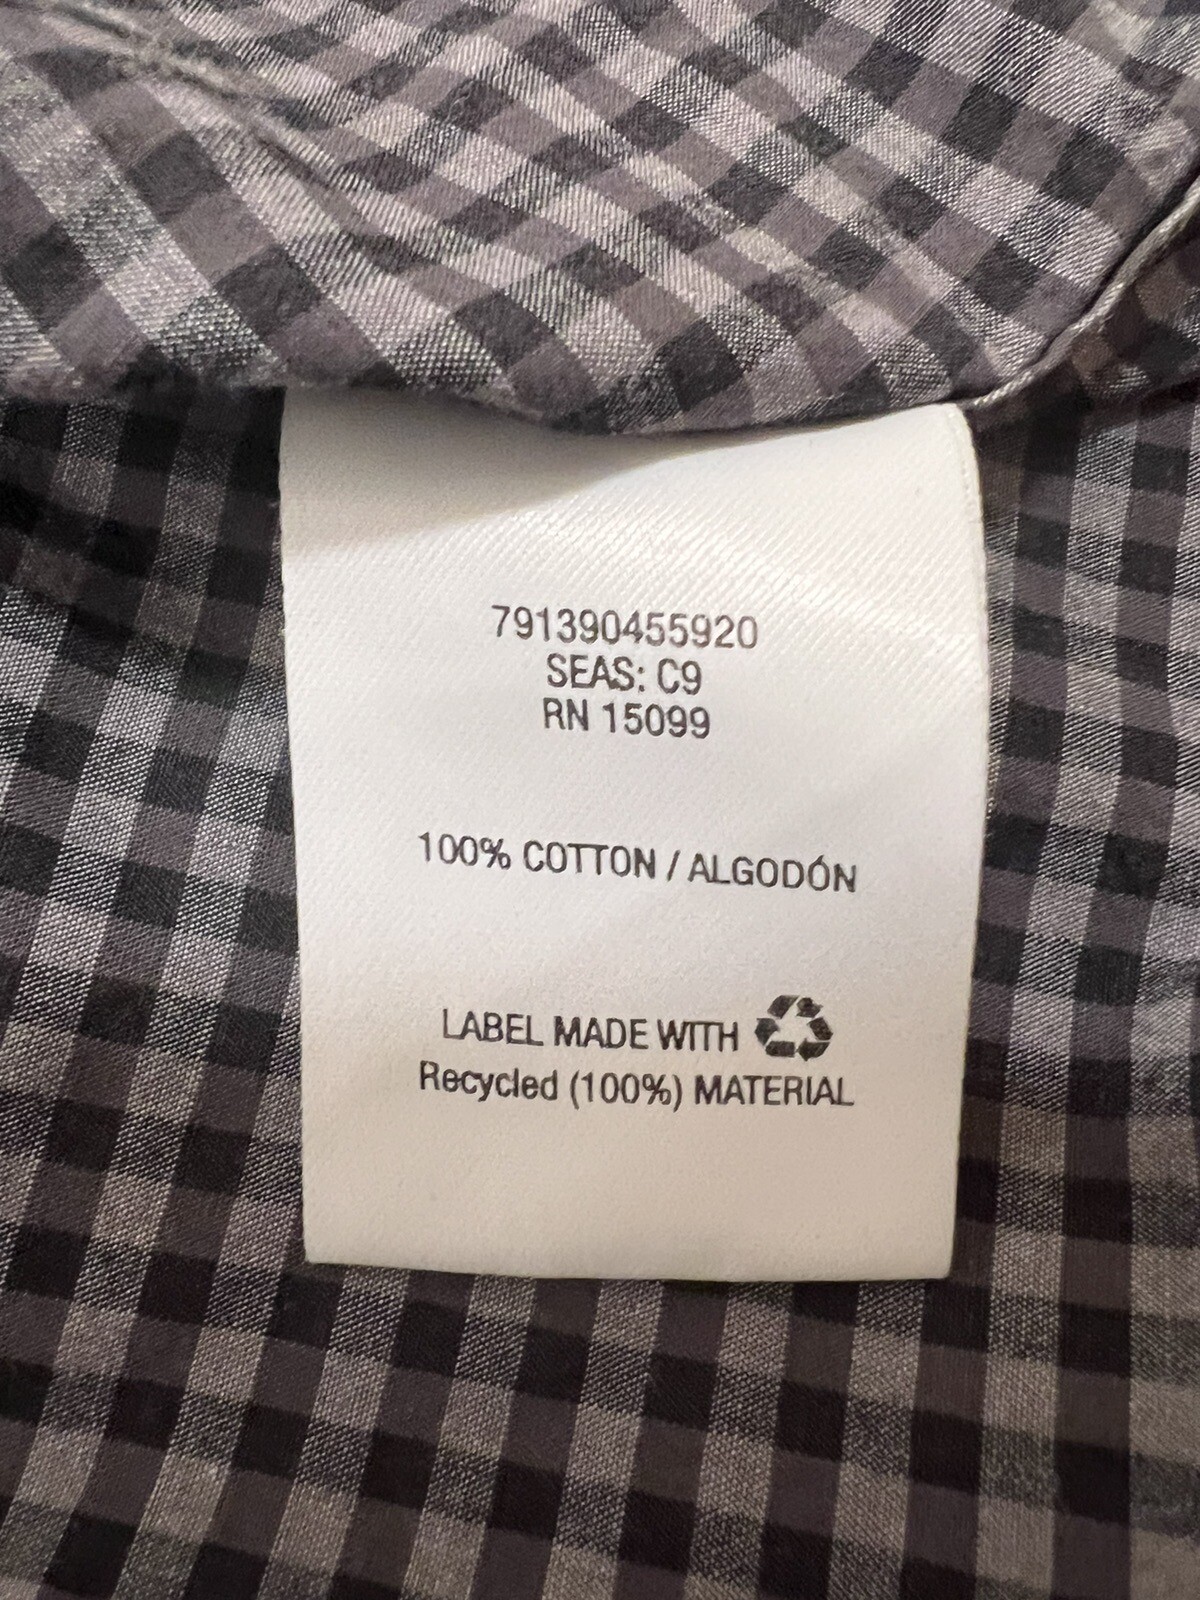 791390455920
SEAS: C9
RN 15099
100% COTTON / ALGODÓN
LABEL MADE WITH
Recycled (100%) MATERIAL